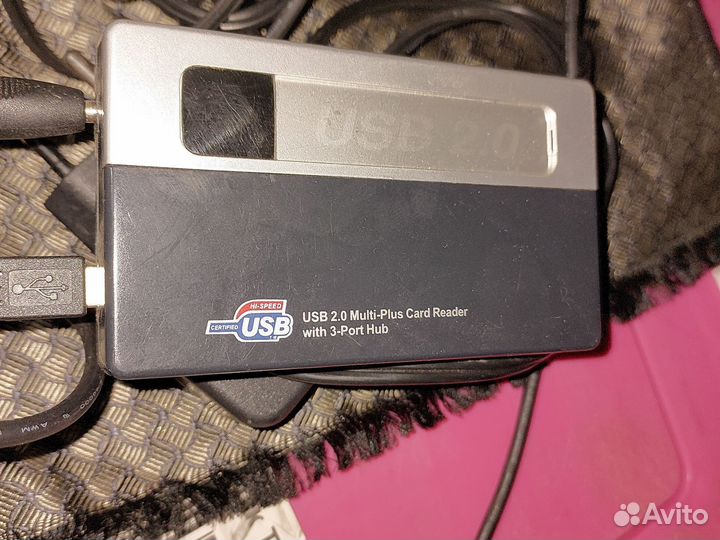 USB 2.0
HI-SPEED
CERTIFIED
USB
USB 2.0 Multi-Plus Card Reader
with 3-Port Hub
AWM
Avito